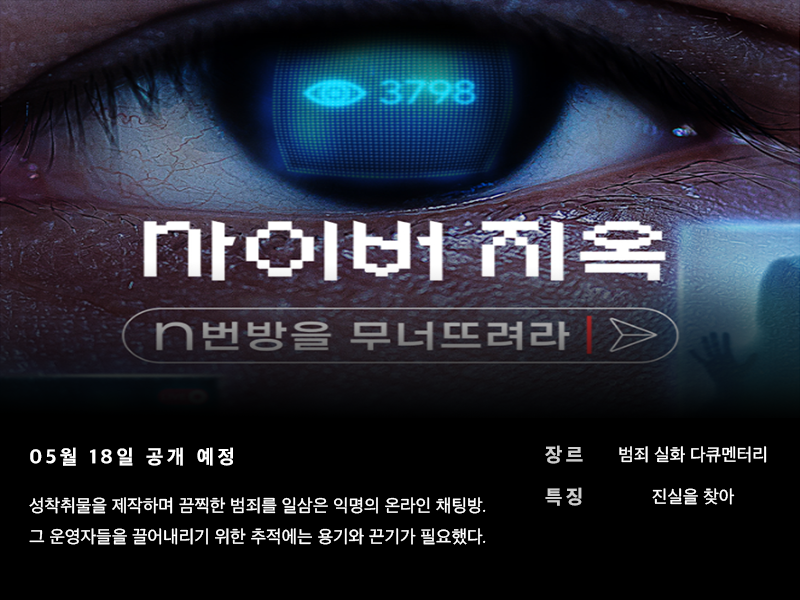 3798
사이버 지옥
n번방을 무너뜨려라
05월 18일 공개 예정
성착취물을 제작하며 끔찍한 범죄를 일삼은 익명의 온라인 채팅방.
그 운영자들을 끌어내리기 위한 추적에는 용기와 끈기가 필요했다.
장르 범죄 실화 다큐멘터리
특징 진실을 찾아